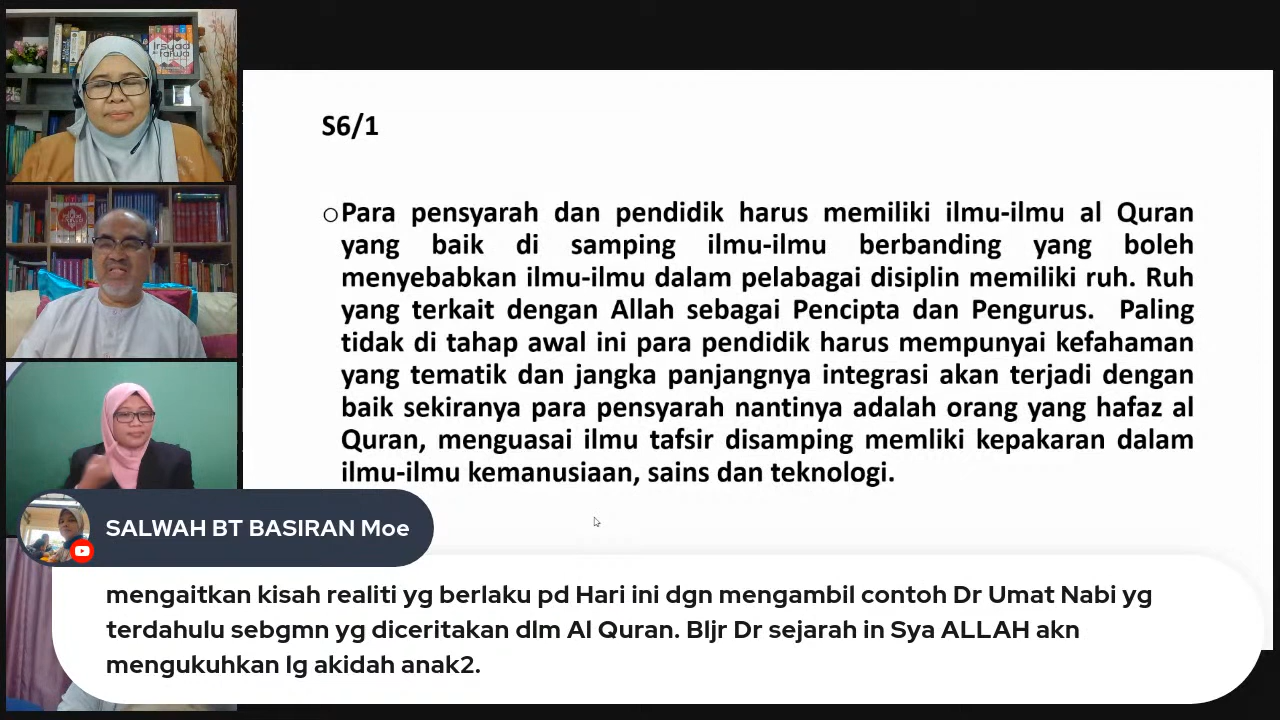 Irsyad
fatwa
S6/1
○Para pensyarah dan pendidik harus memiliki ilmu-ilmu al Quran
yang baik di samping ilmu-ilmu berbanding yang boleh
menyebabkan ilmu-ilmu dalam pelabagai disiplin memiliki ruh. Ruh
yang terkait dengan Allah sebagai Pencipta dan Pengurus. Paling
tidak di tahap awal ini para pendidik harus mempunyai kefahaman
yang tematik dan jangka panjangnya integrasi akan terjadi dengan
baik sekiranya para pensyarah nantinya adalah orang yang hafaz al
Quran, menguasai ilmu tafsir disamping memliki kepakaran dalam
ilmu-ilmu kemanusiaan, sains dan teknologi.
SALWAH BT BASIRAN Moe
mengaitkan kisah realiti yg berlaku pd Hari ini dgn mengambil contoh Dr Umat Nabi yg
terdahulu sebgmn yg diceritakan dlm Al Quran. Bljr Dr sejarah in Sya ALLAH akn
mengukuhkan lg akidah anak2.